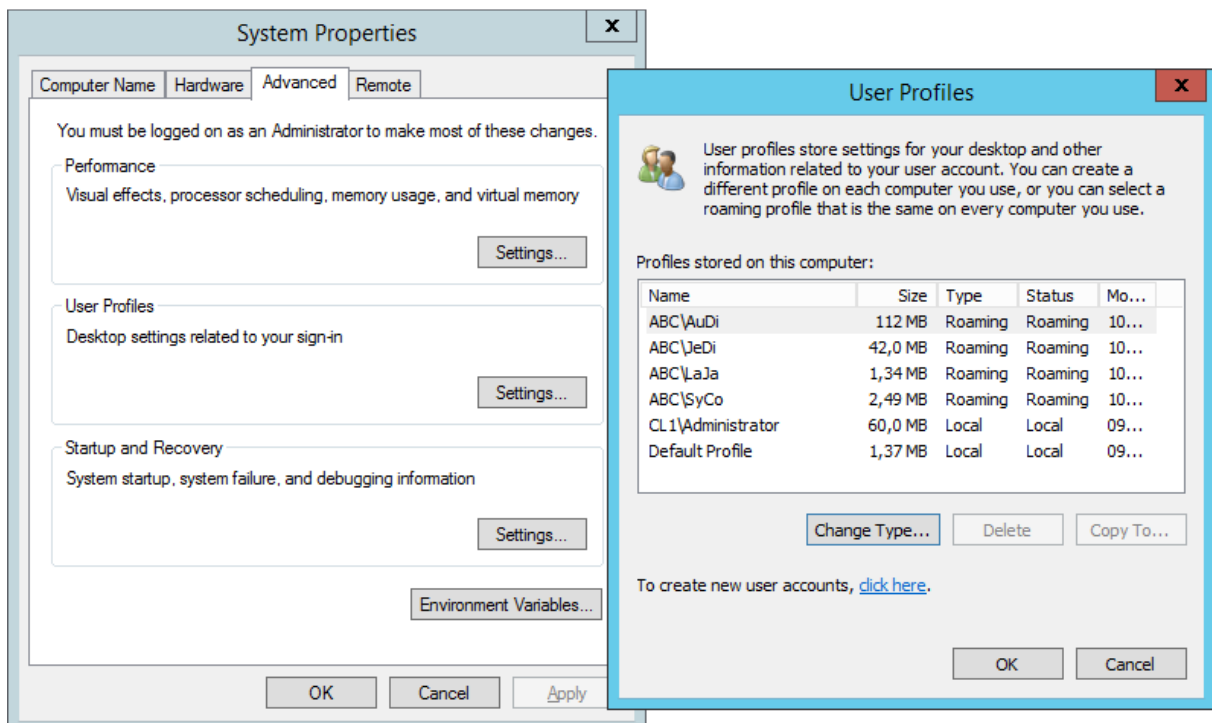 System Properties
x
Computer Name Hardware Advanced Remote
You must be logged on as an Administrator to make most of these changes.
Performance
Visual effects, processor scheduling, memory usage, and virtual memory
Settings...
User Profiles
Desktop settings related to your sign-in
Settings...
Startup and Recovery
System startup, system failure, and debugging information
Settings...
Environment Variables...
OK Cancel Apply
User Profiles
x
User profiles store settings for your desktop and other
information related to your user account. You can create a
different profile on each computer you use, or you can select a
roaming profile that is the same on every computer you use.
Profiles stored on this computer:
Name Size Type Status Mo...
ABC\AuDi 112 MB Roaming Roaming 10...
ABC\JeDi 42,0 MB Roaming Roaming 10...
ABC\LaJa 1,34 MB Roaming Roaming 10...
ABC\SyCo 2,49 MB Roaming Roaming 10...
CL1\Administrator 60,0 MB Local Local 09...
Default Profile 1,37 MB Local Local 09...
Change Type... Delete Copy To...
To create new user accounts, click here.
OK Cancel